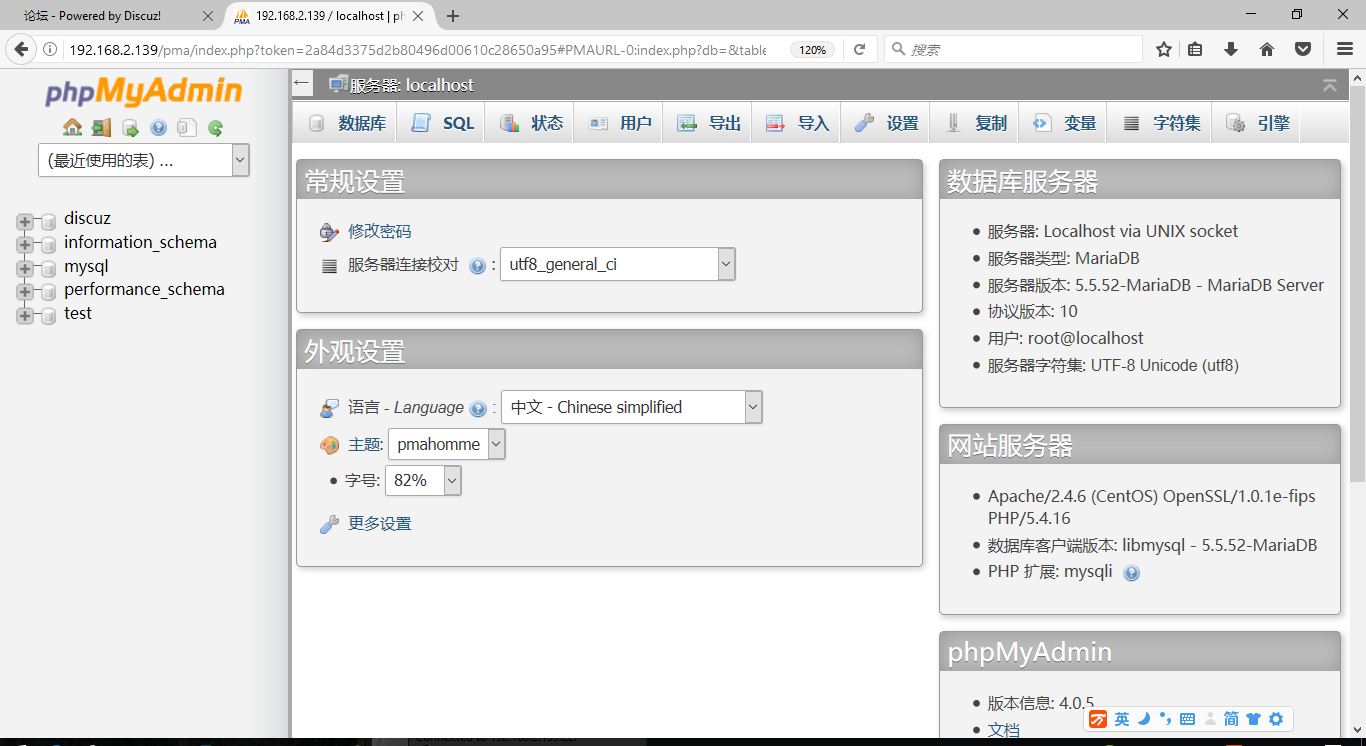 论坛 - Powered by Discuz!
192.168.2.139 / localhost | ph
192.168.2.139/pma/index.php?token=2a84d3375d2b80496d00610c28650a95#PMAURL-0:index.php?db=&table
120%
搜索
phpMyAdmin
(最近使用的表) ...
discuz
information_schema
mysql
performance_schema
test
服务器: localhost
数据库 SQL 状态 用户 导出 导入 设置 复制 变量 字符集 引擎
常规设置
修改密码
服务器连接校对 : utf8_general_ci
外观设置
语言 - Language : 中文 - Chinese simplified
主题: pmahomme
字号: 82%
更多设置
数据库服务器
服务器: Localhost via UNIX socket
服务器类型: MariaDB
服务器版本: 5.5.52-MariaDB - MariaDB Server
协议版本: 10
用户: root@localhost
服务器字符集: UTF-8 Unicode (utf8)
网站服务器
Apache/2.4.6 (CentOS) OpenSSL/1.0.1e-fips
PHP/5.4.16
数据库客户端版本: libmysql - 5.5.52-MariaDB
PHP 扩展: mysqli
phpMyAdmin
版本信息: 4.0.5
文档
英 简